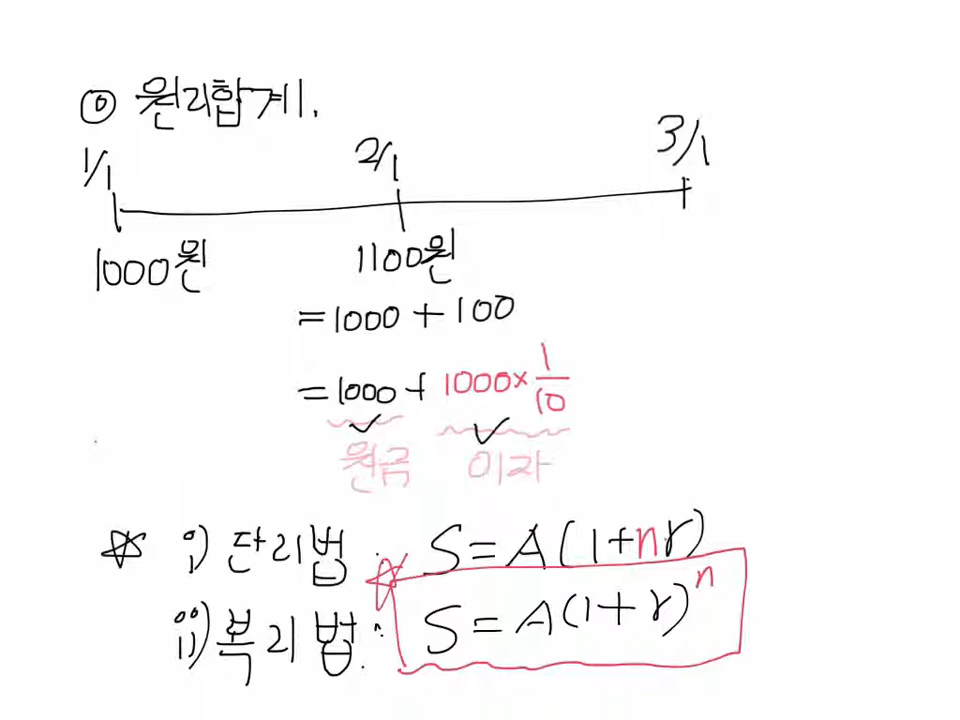 ⊙ 원리합계.
1/1 2/1 3/1
1000원 1100원
= 1000 + 100
= 1000 + 1000 × 1/10
원금 이자
☆ i) 단리법 : S = A(1+nr)
☆ ii) 복리법 : S = A(1+r)^n